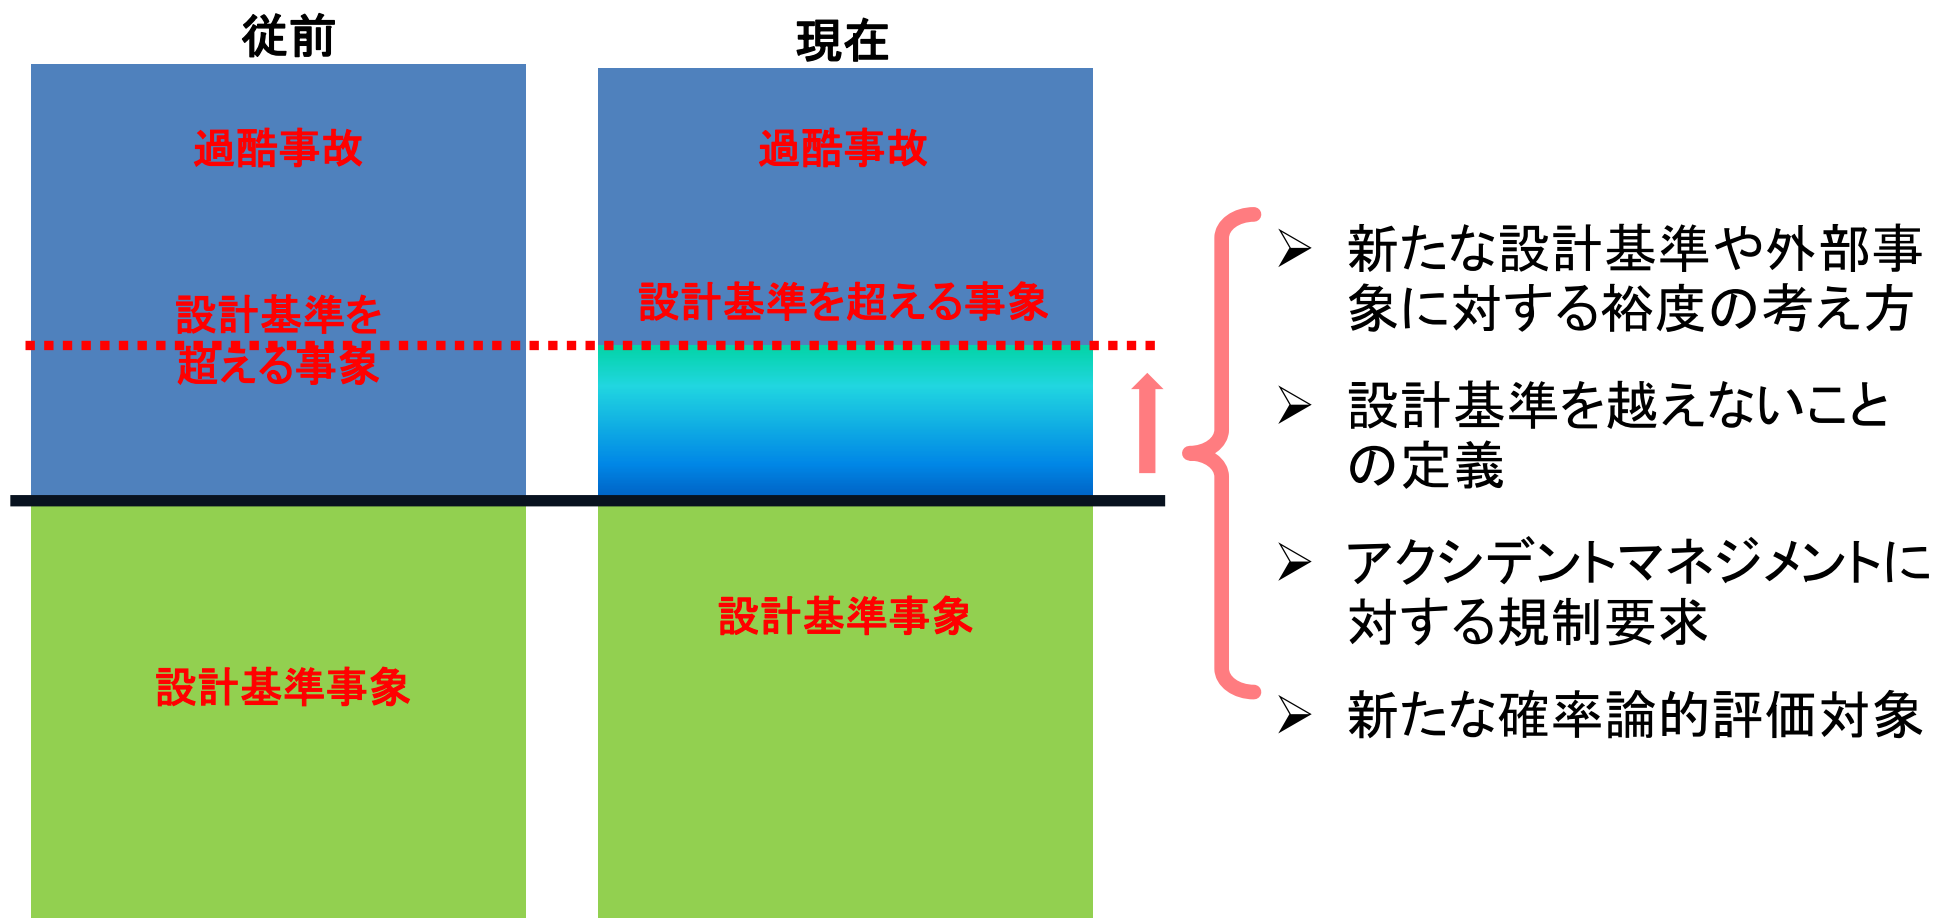 従前
過酷事故
設計基準を
超える事象
設計基準事象
現在
過酷事故
設計基準を超える事象
設計基準事象
➢ 新たな設計基準や外部事
象に対する裕度の考え方
➢ 設計基準を越えないこと
の定義
➢ アクシデントマネジメントに
対する規制要求
➢ 新たな確率論的評価対象